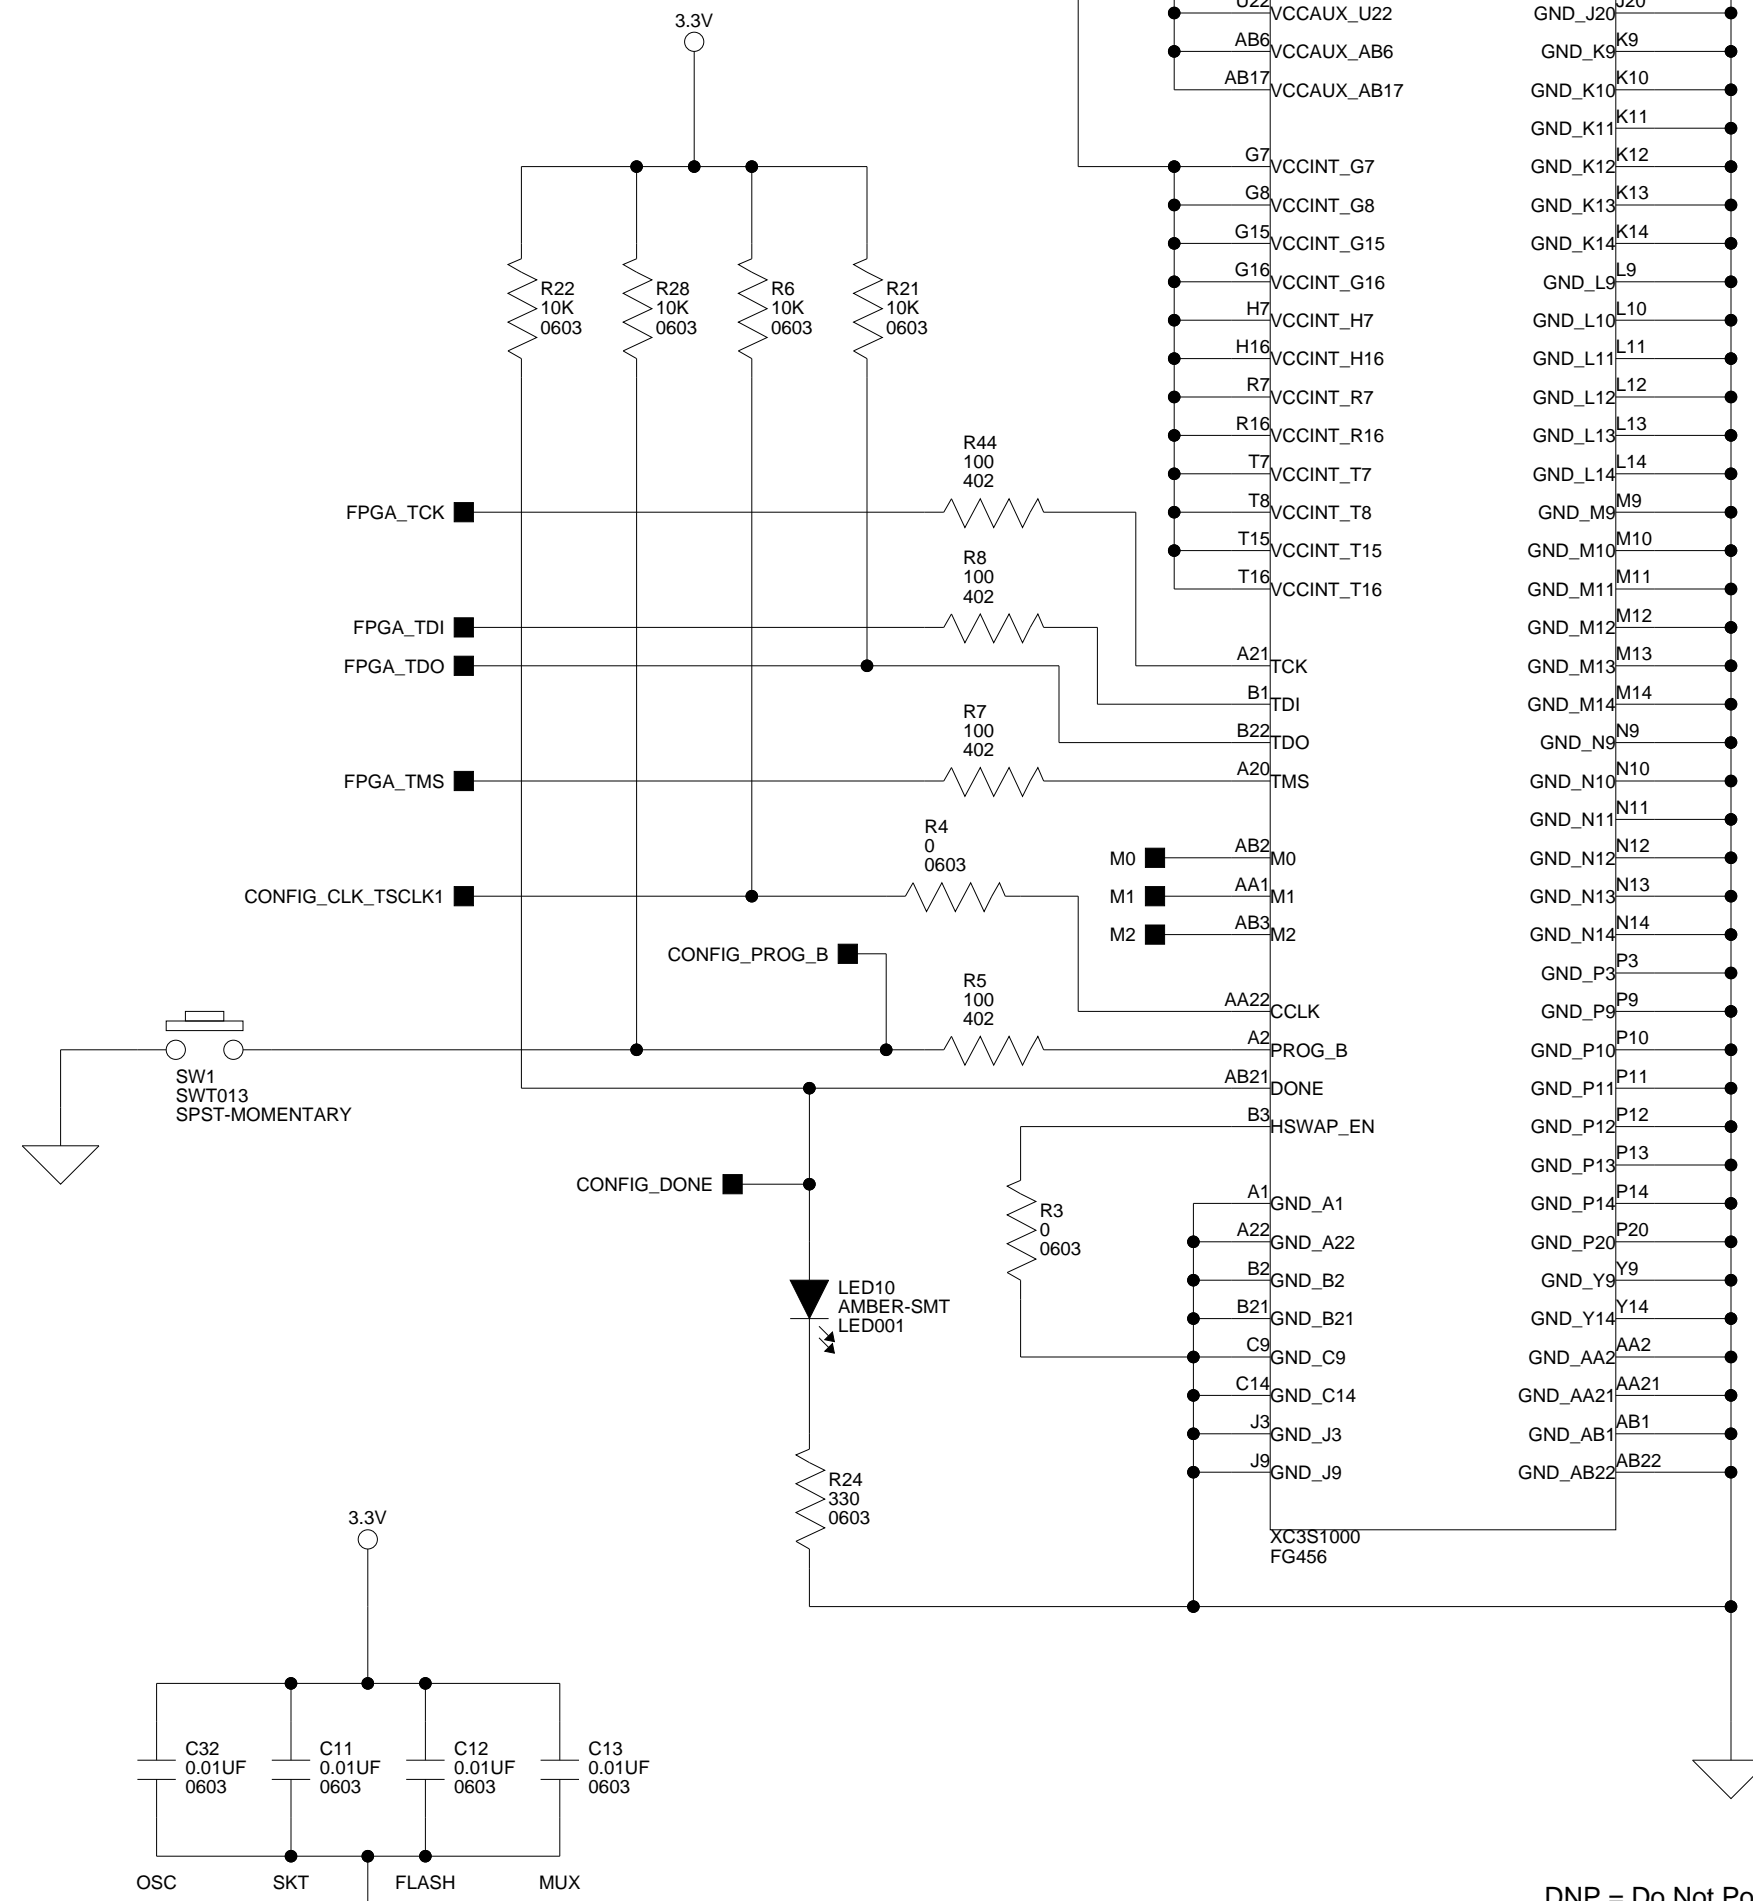 3.3V
U22
VCCAUX_U22
AB6
VCCAUX_AB6
AB17
VCCAUX_AB17
G7
VCCINT_G7
G8
VCCINT_G8
G15
VCCINT_G15
G16
VCCINT_G16
H7
VCCINT_H7
H16
VCCINT_H16
R7
VCCINT_R7
R16
VCCINT_R16
T7
VCCINT_T7
T8
VCCINT_T8
T15
VCCINT_T15
T16
VCCINT_T16
A21
TCK
B1
TDI
B22
TDO
A20
TMS
AB2
M0
AA1
M1
AB3
M2
AA22
CCLK
A2
PROG_B
AB21
DONE
B3
HSWAP_EN
A1
GND_A1
A22
GND_A22
B2
GND_B2
B21
GND_B21
C9
GND_C9
C14
GND_C14
J3
GND_J3
J9
GND_J9
GND_J20
J20
GND_K9
K9
GND_K10
K10
GND_K11
K11
GND_K12
K12
GND_K13
K13
GND_K14
K14
GND_L9
L9
GND_L10
L10
GND_L11
L11
GND_L12
L12
GND_L13
L13
GND_L14
L14
GND_M9
M9
GND_M10
M10
GND_M11
M11
GND_M12
M12
GND_M13
M13
GND_M14
M14
GND_N9
N9
GND_N10
N10
GND_N11
N11
GND_N12
N12
GND_N13
N13
GND_N14
N14
GND_P3
P3
GND_P9
P9
GND_P10
P10
GND_P11
P11
GND_P12
P12
GND_P13
P13
GND_P14
P14
GND_P20
P20
GND_Y9
Y9
GND_Y14
Y14
GND_AA2
AA2
GND_AA21
AA21
GND_AB1
AB1
GND_AB22
AB22
XC3S1000
FG456
R22
10K
0603
R28
10K
0603
R6
10K
0603
R21
10K
0603
R44
100
402
FPGA_TCK
R8
100
402
FPGA_TDI
FPGA_TDO
R7
100
402
FPGA_TMS
R4
0
0603
M0
CONFIG_CLK_TSCLK1
M1
M2
CONFIG_PROG_B
R5
100
402
SW1
SWT013
SPST-MOMENTARY
CONFIG_DONE
R3
0
0603
LED10
AMBER-SMT
LED001
R24
330
0603
3.3V
C32
0.01UF
0603
C11
0.01UF
0603
C12
0.01UF
0603
C13
0.01UF
0603
OSC
SKT
FLASH
MUX
DNP = Do Not